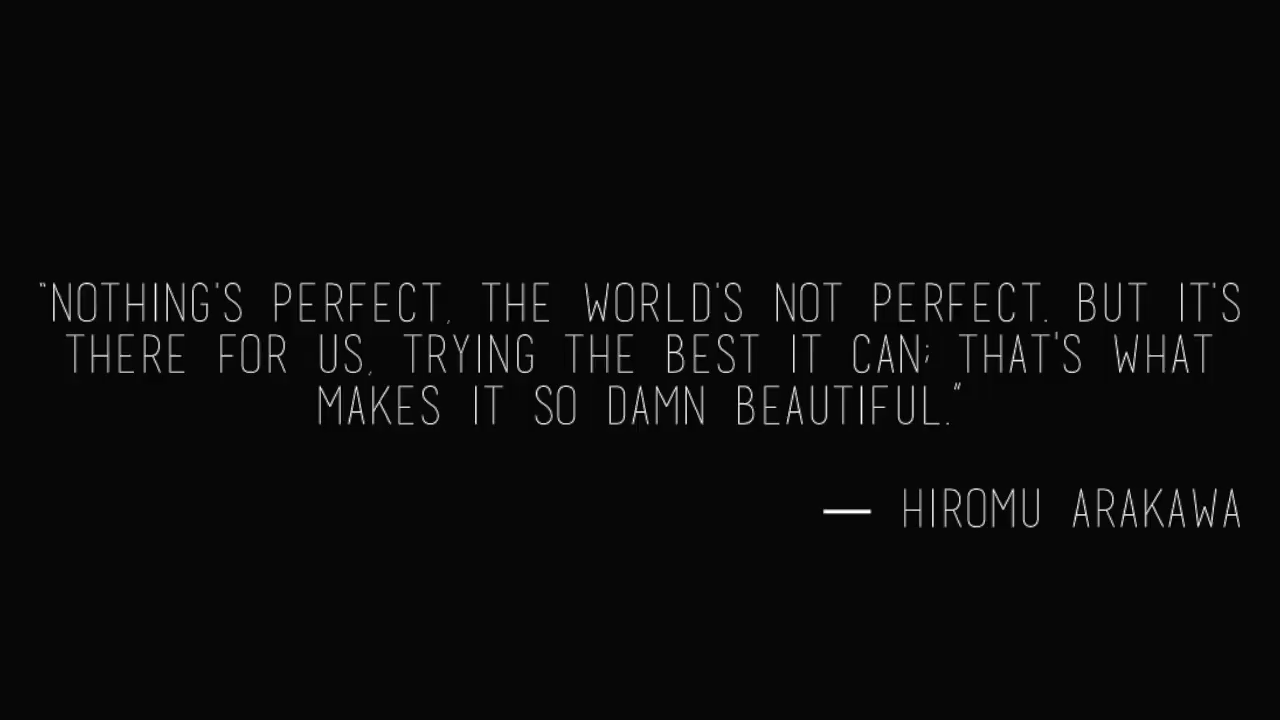 "NOTHING'S PERFECT, THE WORLD'S NOT PERFECT. BUT IT'S
THERE FOR US, TRYING THE BEST IT CAN; THAT'S WHAT
MAKES IT SO DAMN BEAUTIFUL."
— HIROMU ARAKAWA